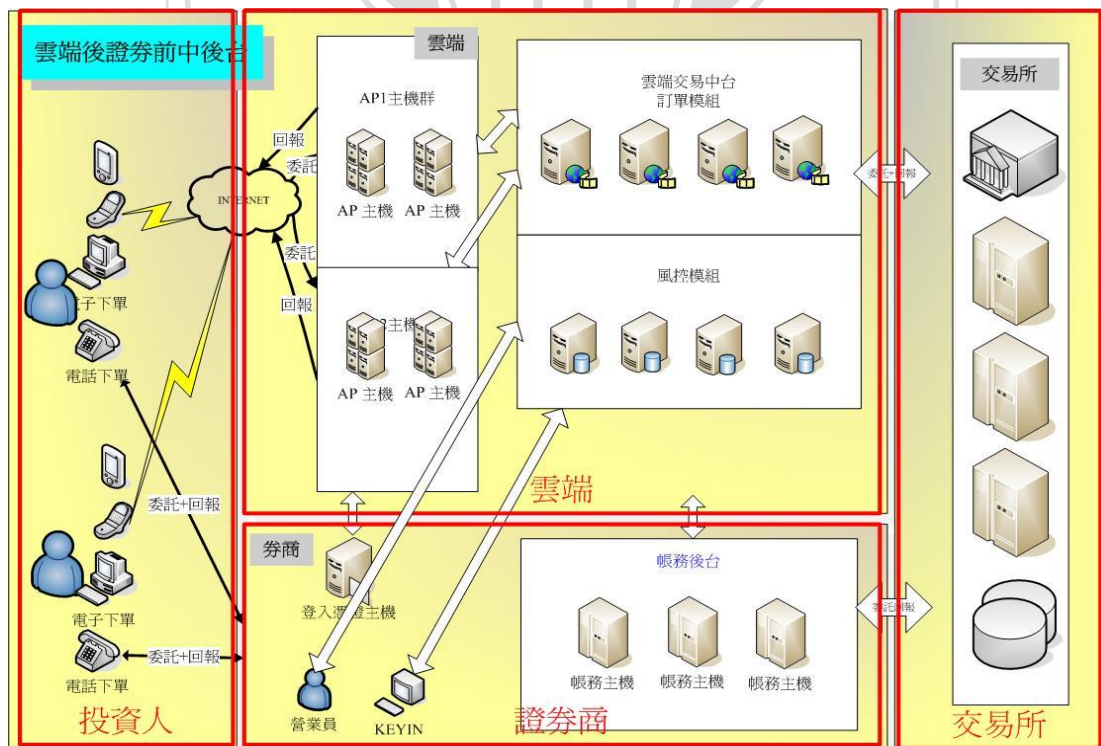 雲端後證券前中後台
雲端
AP1主機群
AP 主機
AP 主機
回報
委託
INTERNET
委託
回報
2主機
AP 主機
AP 主機
雲端交易中台
訂單模組
風控模組
雲端
委託+回報
交易所
子下單
電話下單
委託+回報
電子下單
委託+回報
電話下單
投資人
券商
登入憑證主機
營業員
KEYIN
帳務後台
帳務主機
帳務主機
帳務主機
證券商
交易所